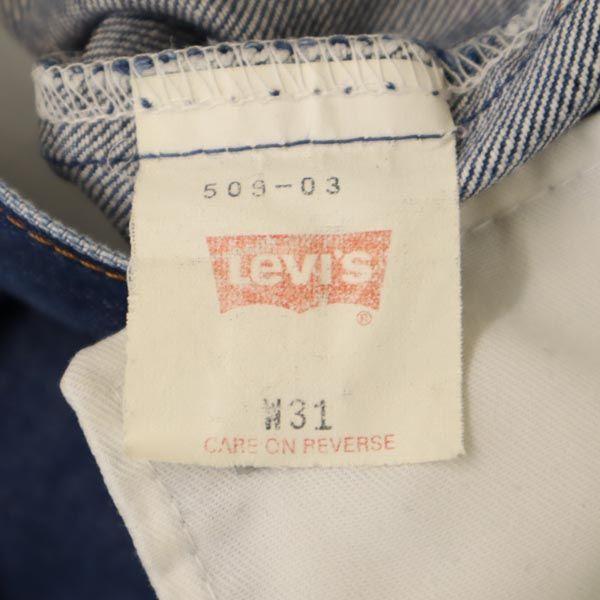 509-03
Levi's
®
W31
CARE ON REVERSE